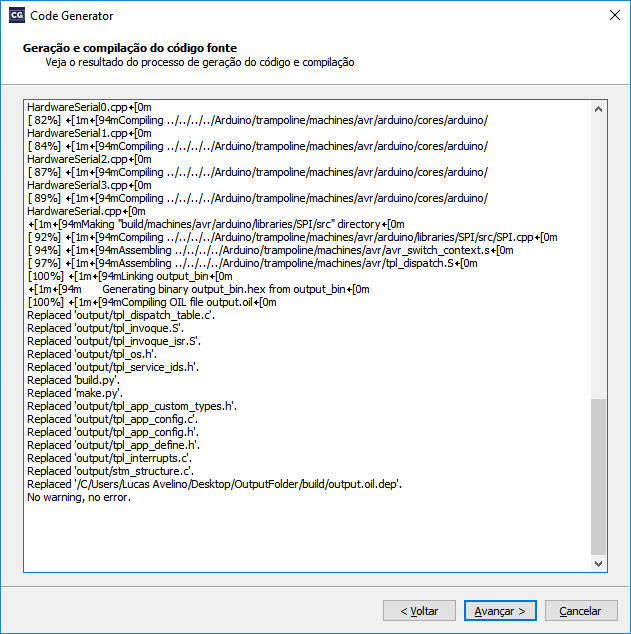 CG Code Generator
Geração e compilação do código fonte
Veja o resultado do processo de geração do código e compilação
HardwareSerial0.cpp←[0m
[ 82%] ←[1m←[94mCompiling ../../../../Arduino/trampoline/machines/avr/arduino/cores/arduino/
HardwareSerial1.cpp←[0m
[ 84%] ←[1m←[94mCompiling ../../../../Arduino/trampoline/machines/avr/arduino/cores/arduino/
HardwareSerial2.cpp←[0m
[ 87%] ←[1m←[94mCompiling ../../../../Arduino/trampoline/machines/avr/arduino/cores/arduino/
HardwareSerial3.cpp←[0m
[ 89%] ←[1m←[94mCompiling ../../../../Arduino/trampoline/machines/avr/arduino/cores/arduino/
HardwareSerial.cpp←[0m
←[1m←[94mMaking "build/machines/avr/arduino/libraries/SPI/src" directory←[0m
[ 92%] ←[1m←[94mCompiling ../../../../Arduino/trampoline/machines/avr/arduino/libraries/SPI/src/SPI.cpp←[0m
[ 94%] ←[1m←[94mAssembling ../../../../Arduino/trampoline/machines/avr/avr_switch_context.s←[0m
[ 97%] ←[1m←[94mAssembling ../../../../Arduino/trampoline/machines/avr/tpl_dispatch.S←[0m
[100%] ←[1m←[94mLinking output_bin←[0m
←[1m←[94m Generating binary output_bin.hex from output_bin←[0m
[100%] ←[1m←[94mCompiling OIL file output.oil←[0m
Replaced 'output/tpl_dispatch_table.c'.
Replaced 'output/tpl_invoque.S'.
Replaced 'output/tpl_invoque_isr.S'.
Replaced 'output/tpl_os.h'.
Replaced 'output/tpl_service_ids.h'.
Replaced 'build.py'.
Replaced 'make.py'.
Replaced 'output/tpl_app_custom_types.h'.
Replaced 'output/tpl_app_config.c'.
Replaced 'output/tpl_app_config.h'.
Replaced 'output/tpl_app_define.h'.
Replaced 'output/tpl_interrupts.c'.
Replaced 'output/stm_structure.c'.
Replaced '/C/Users/Lucas Avelino/Desktop/OutputFolder/build/output.oil.dep'.
No warning, no error.
< Voltar
Avançar >
Cancelar